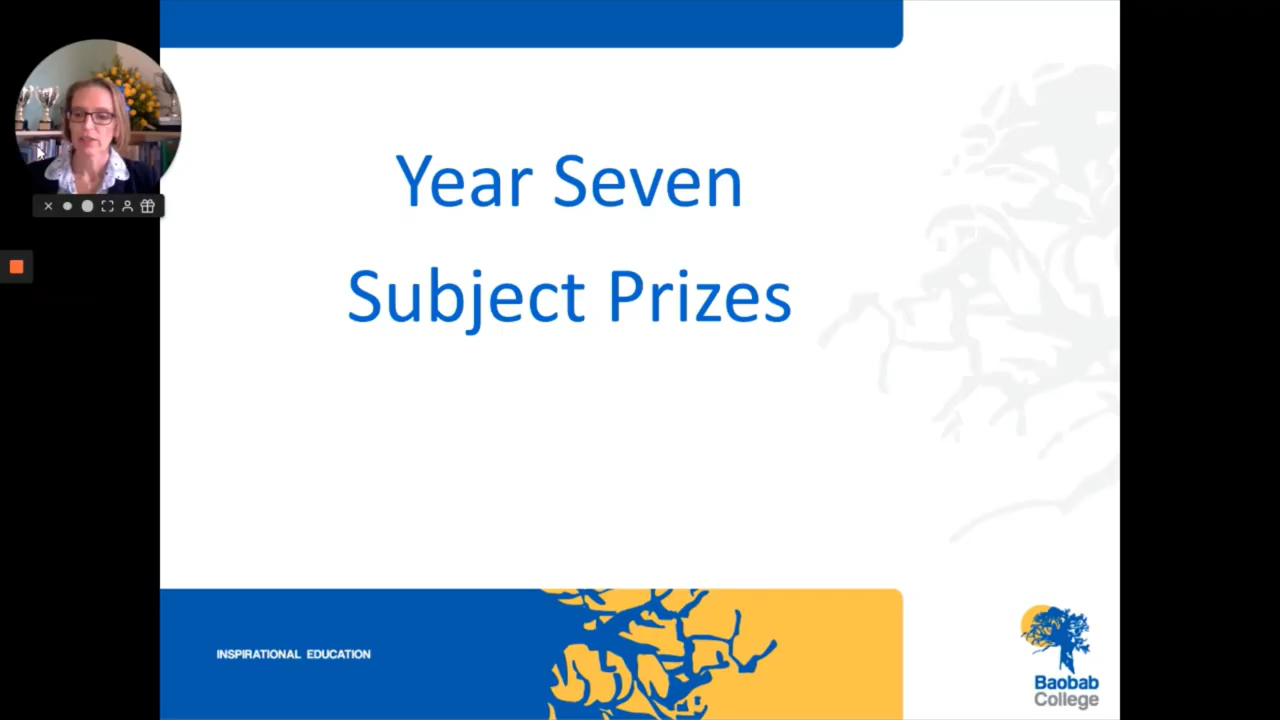 Year Seven
Subject Prizes
INSPIRATIONAL EDUCATION
Baobab
College